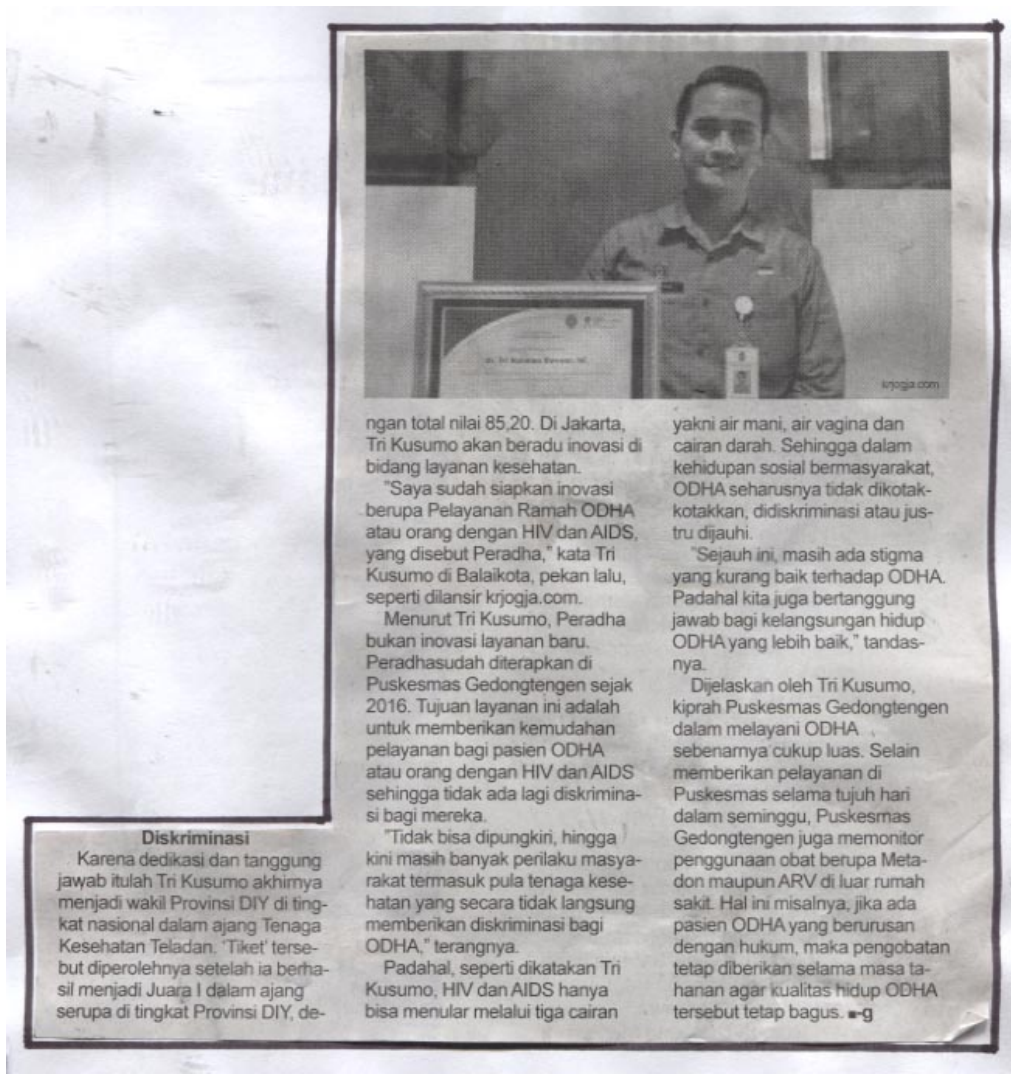 krjogja.com
Diskriminasi
Karena dedikasi dan tanggung
jawab itulah Tri Kusumo akhirnya
menjadi wakil Provinsi DIY di ting-
kat nasional dalam ajang Tenaga
Kesehatan Teladan. 'Tiket' terse-
but diperolehnya setelah ia berha-
sil menjadi Juara I dalam ajang
serupa di tingkat Provinsi DIY, de-
ngan total nilai 85,20. Di Jakarta,
Tri Kusumo akan beradu inovasi di
bidang layanan kesehatan.
"Saya sudah siapkan inovasi
berupa Pelayanan Ramah ODHA
atau orang dengan HIV dan AIDS,
yang disebut Peradha," kata Tri
Kusumo di Balaikota, pekan lalu,
seperti dilansir krjogja.com.
Menurut Tri Kusumo, Peradha
bukan inovasi layanan baru.
Peradhasudah diterapkan di
Puskesmas Gedongtengen sejak
2016. Tujuan layanan ini adalah
untuk memberikan kemudahan
pelayanan bagi pasien ODHA
atau orang dengan HIV dan AIDS
sehingga tidak ada lagi diskrimina-
si bagi mereka.
"Tidak bisa dipungkiri, hingga
kini masih banyak perilaku masya-
rakat termasuk pula tenaga kese-
hatan yang secara tidak langsung
memberikan diskriminasi bagi
ODHA," terangnya.
Padahal, seperti dikatakan Tri
Kusumo, HIV dan AIDS hanya
bisa menular melalui tiga cairan
yakni air mani, air vagina dan
cairan darah. Sehingga dalam
kehidupan sosial bermasyarakat,
ODHA seharusnya tidak dikotak-
kotakkan, didiskriminasi atau jus-
tru dijauhi.
"Sejauh ini, masih ada stigma
yang kurang baik terhadap ODHA.
Padahal kita juga bertanggung
jawab bagi kelangsungan hidup
ODHA yang lebih baik," tandas-
nya.
Dijelaskan oleh Tri Kusumo,
kiprah Puskesmas Gedongtengen
dalam melayani ODHA
sebenarnya cukup luas. Selain
memberikan pelayanan di
Puskesmas selama tujuh hari
dalam seminggu, Puskesmas
Gedongtengen juga memonitor
penggunaan obat berupa Meta-
don maupun ARV di luar rumah
sakit. Hal ini misalnya, jika ada
pasien ODHA yang berurusan
dengan hukum, maka pengobatan
tetap diberikan selama masa ta-
hanan agar kualitas hidup ODHA
tersebut tetap bagus. ■-g